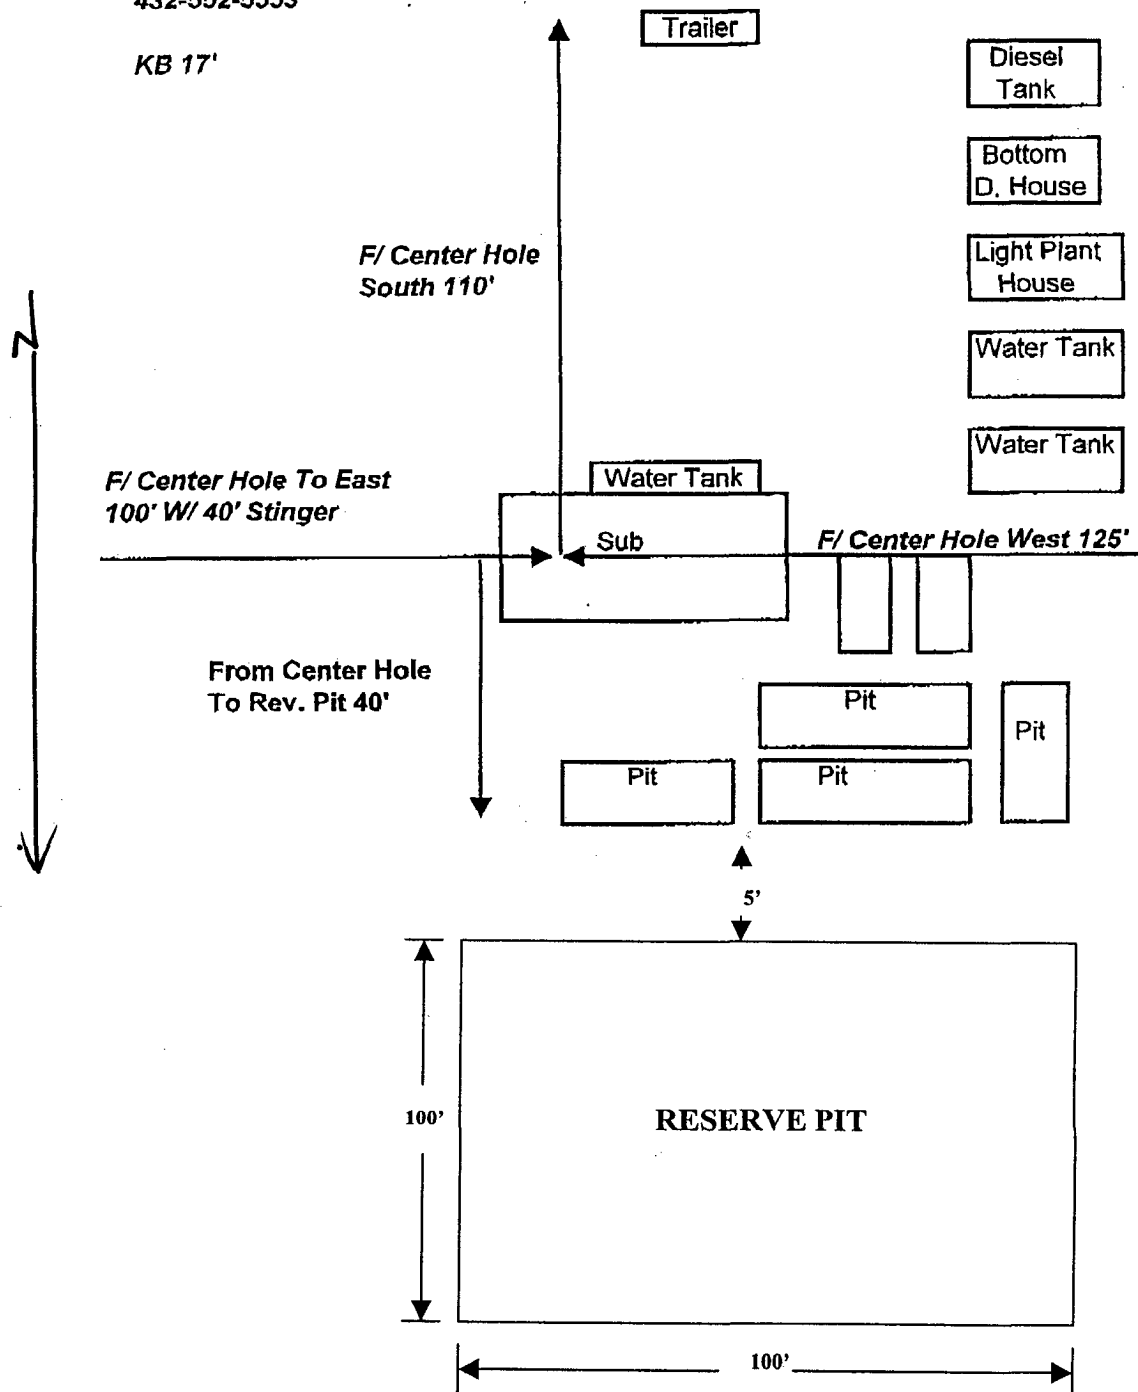 KB 17'
Trailer
Diesel
Tank
Bottom
D. House
F/ Center Hole
South 110'
Light Plant
House
N
Water Tank
Water Tank
F/ Center Hole To East
100' W/ 40' Stinger
Water Tank
Sub
F/ Center Hole West 125'
From Center Hole
To Rev. Pit 40'
Pit
Pit
Pit
Pit
5'
100'
RESERVE PIT
100'